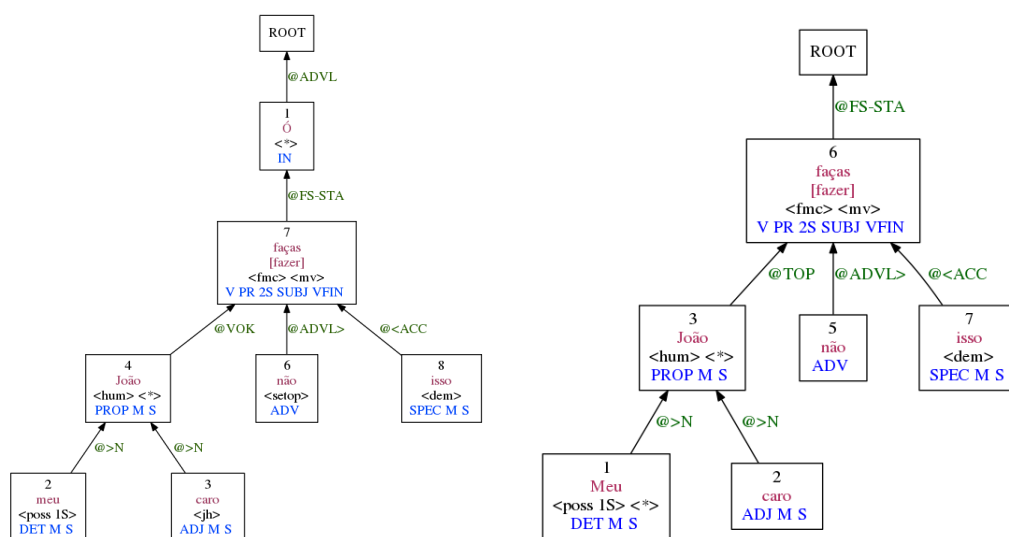 ROOT
@ADVL
1
Ó
<*>
IN
@FS-STA
7
faças
[fazer]
<fmc> <mv>
V PR 2S SUBJ VFIN
@VOK
@ADVL>
@<ACC
4
João
<hum> <*>
PROP M S
6
não
<setop>
ADV
8
isso
<dem>
SPEC M S
@>N
@>N
2
meu
<poss 1S>
DET M S
3
caro
<jh>
ADJ M S
ROOT
@FS-STA
6
faças
[fazer]
<fmc> <mv>
V PR 2S SUBJ VFIN
@TOP
@ADVL>
@<ACC
3
João
<hum> <*>
PROP M S
5
não
ADV
7
isso
<dem>
SPEC M S
@>N
@>N
1
Meu
<poss 1S> <*>
DET M S
2
caro
ADJ M S